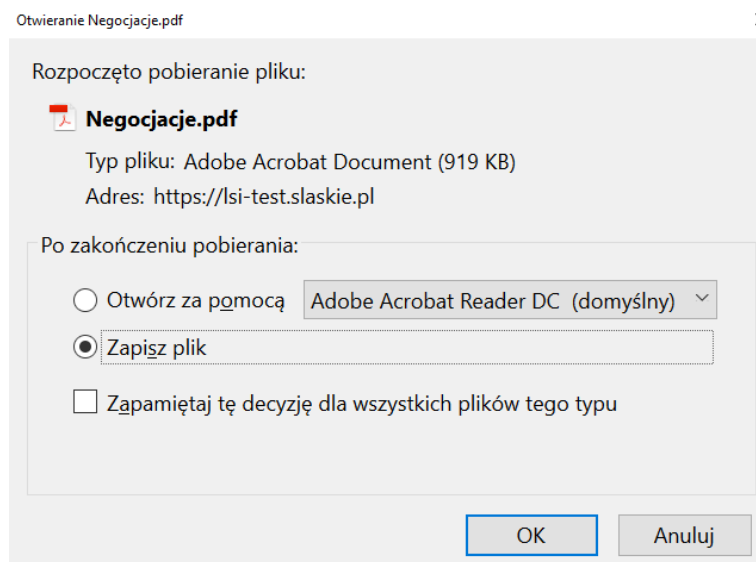 Otwieranie Negocjacje.pdf
Rozpoczęto pobieranie pliku:
Negocjacje.pdf
Typ pliku: Adobe Acrobat Document (919 KB)
Adres: https://lsi-test.slaskie.pl
Po zakończeniu pobierania:
Otwórz za pomocą Adobe Acrobat Reader DC (domyślny)
Zapisz plik
Zapamiętaj tę decyzję dla wszystkich plików tego typu
OK Anuluj